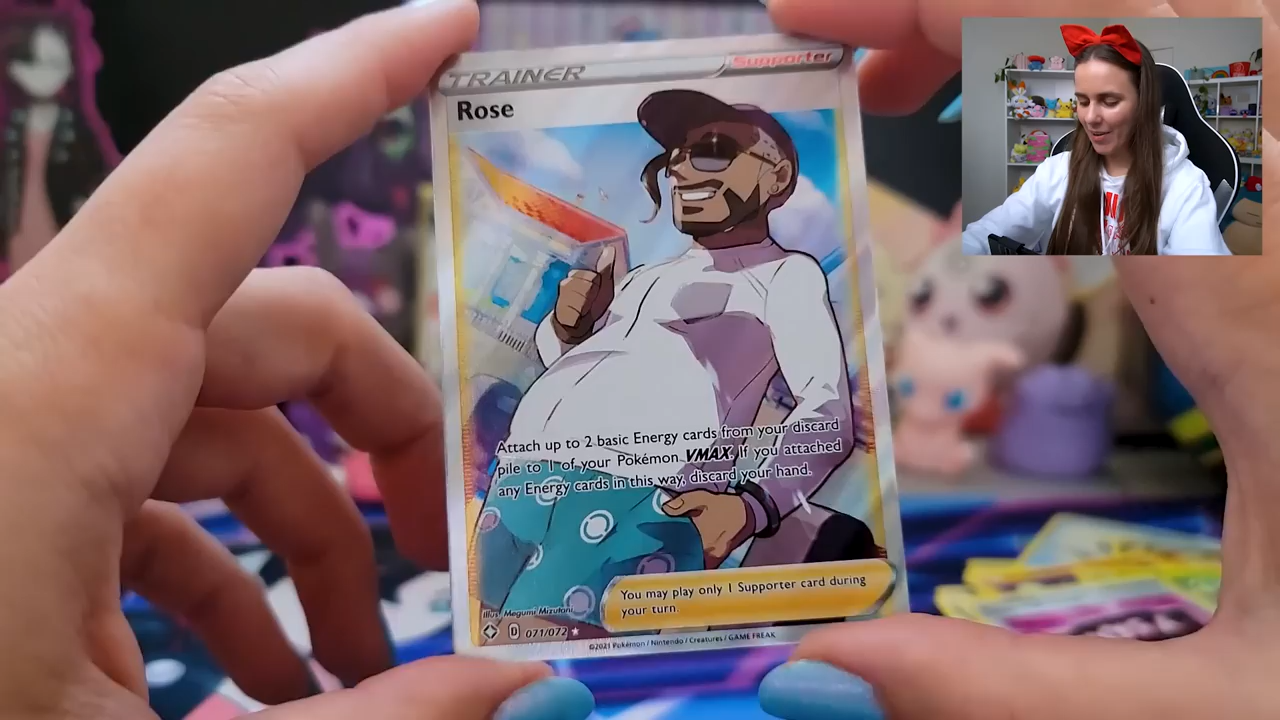 TRAINER
Supporter
Rose
Attach up to 2 basic Energy cards from your discard
pile to 1 of your Pokémon VMAX. If you attached
any Energy cards in this way, discard your hand.
You may play only 1 Supporter card during
your turn.
Illus. Megumi Mizutani
D 071/072 ★
©2021 Pokémon / Nintendo / Creatures / GAME FREAK